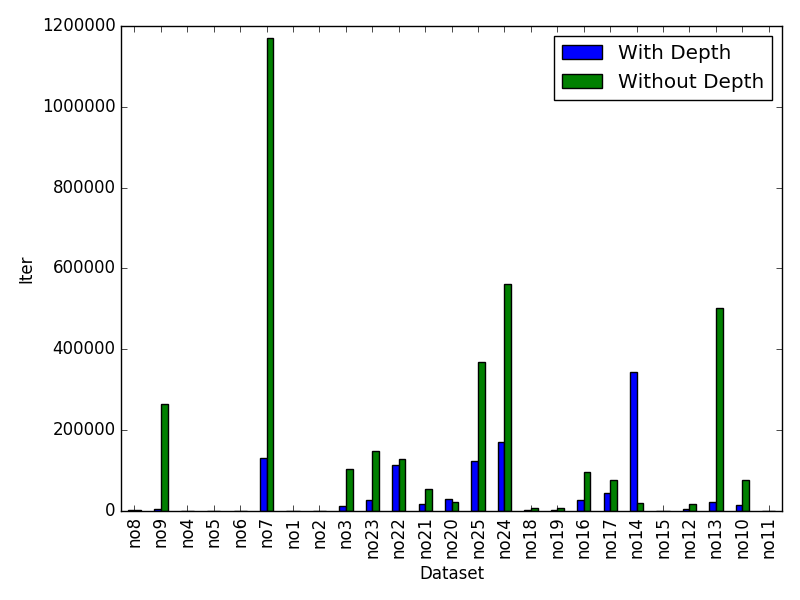 1200000
1000000
800000
600000
400000
200000
0
Iter
With Depth
Without Depth
no8
no9
no4
no5
no6
no7
no1
no2
no3
no23
no22
no21
no20
no25
no24
no18
no19
no16
no17
no14
no15
no12
no13
no10
no11
Dataset